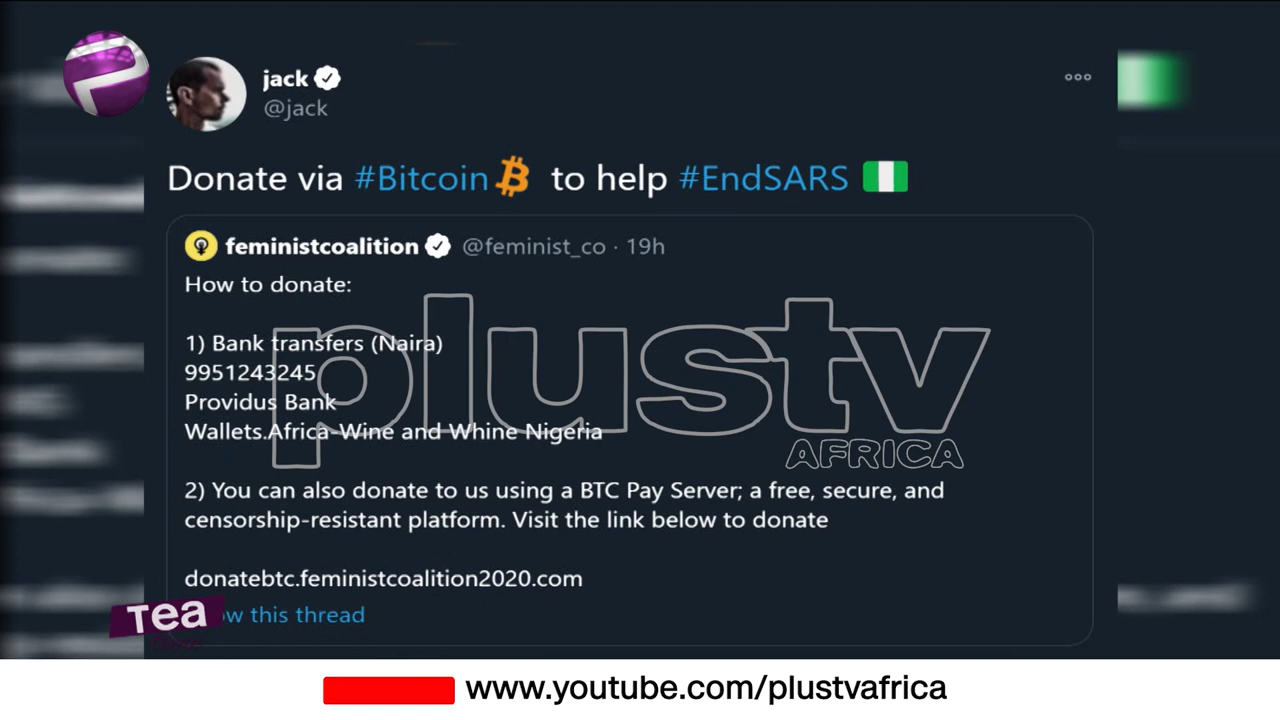 jack
@jack
Donate via #Bitcoin to help #EndSARS
feministcoalition @feminist_co · 19h
How to donate:
1) Bank transfers (Naira)
9951243245
Providus Bank
Wallets.Africa-Wine and Whine Nigeria
plustv
AFRICA
2) You can also donate to us using a BTC Pay Server; a free, secure, and
censorship-resistant platform. Visit the link below to donate
donatebtc.feministcoalition2020.com
this thread
Tea
www.youtube.com/plustvafrica